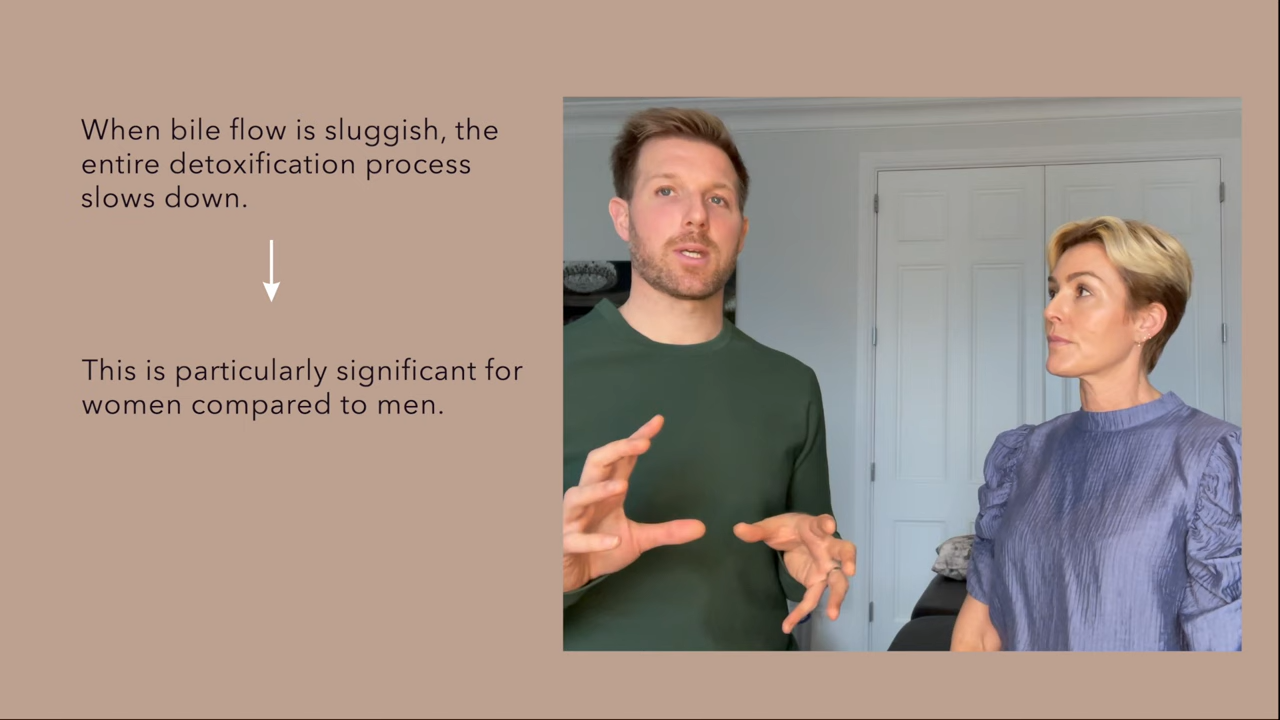 When bile flow is sluggish, the
entire detoxification process
slows down.
This is particularly significant for
women compared to men.